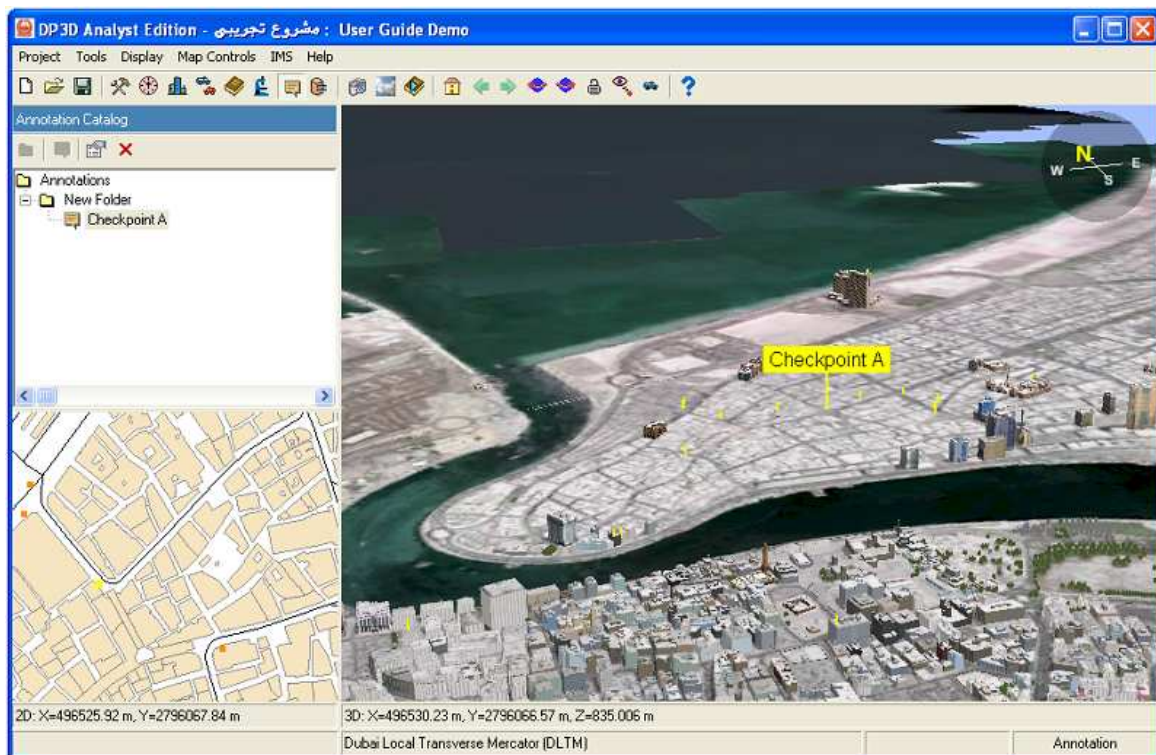 DP3D Analyst Edition - مشروع تجريبي : User Guide Demo
Project Tools Display Map Controls IMS Help
Annotation Catalog
Annotations
New Folder
Checkpoint A
N
W E
S
Checkpoint A
2D: X=496525.92 m, Y=2796067.84 m
3D: X=496530.23 m, Y=2796066.57 m, Z=835.006 m
Dubai Local Transverse Mercator (DLTM)
Annotation